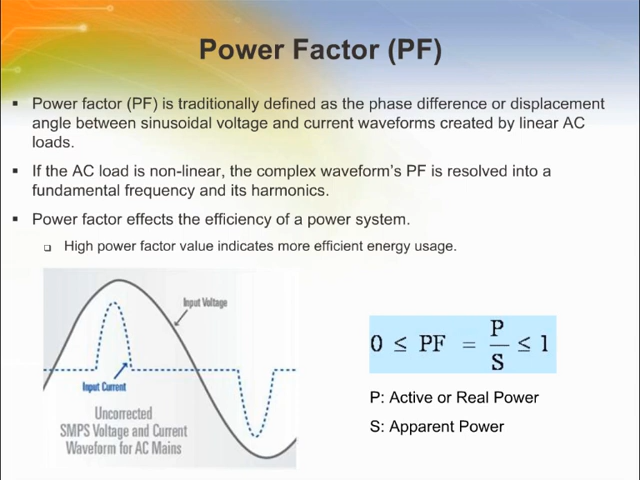 Power Factor (PF)
▪ Power factor (PF) is traditionally defined as the phase difference or displacement
angle between sinusoidal voltage and current waveforms created by linear AC
loads.
▪ If the AC load is non-linear, the complex waveform's PF is resolved into a
fundamental frequency and its harmonics.
▪ Power factor effects the efficiency of a power system.
❑ High power factor value indicates more efficient energy usage.
Input Voltage
Input Current
Uncorrected
SMPS Voltage and Current
Waveform for AC Mains
0 ≤ PF = P/S ≤ 1
P: Active or Real Power
S: Apparent Power